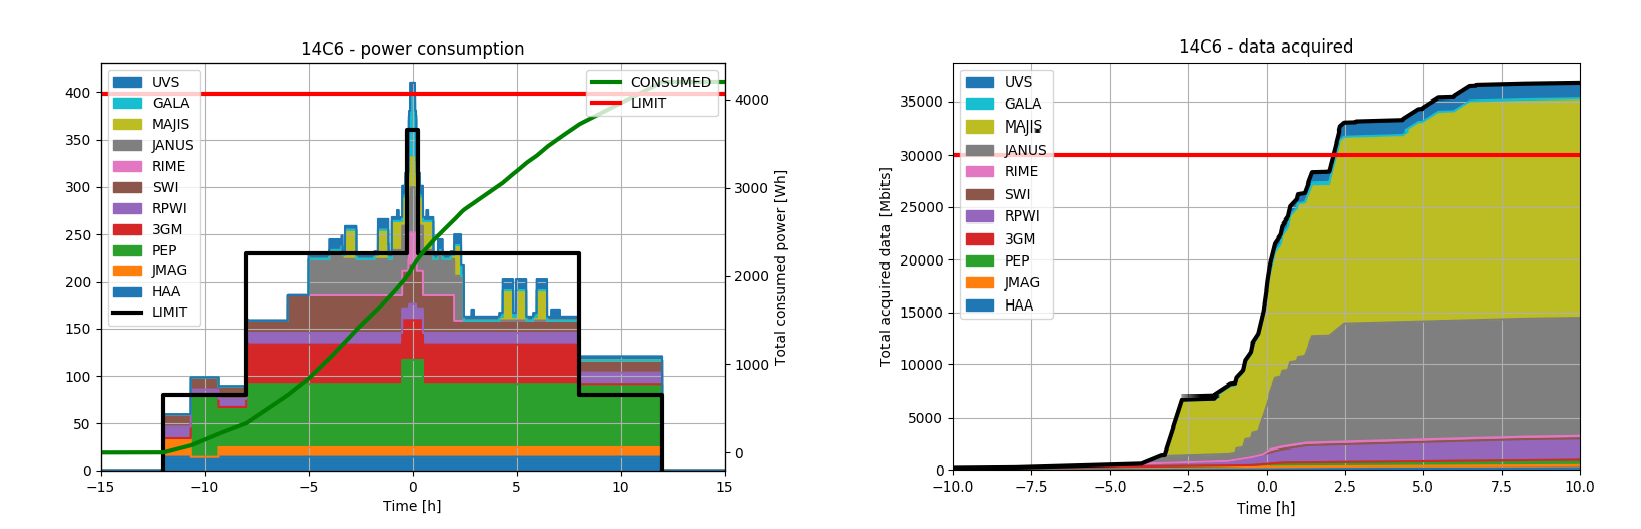 14C6 - power consumption
400
350
300
250
200
150
100
50
0
UVS
GALA
MAJIS
JANUS
RIME
SWI
RPWI
3GM
PEP
JMAG
HAA
LIMIT
CONSUMED
LIMIT
4000
3000
2000
1000
0
Total consumed power [Wh]
−15
−10
−5
0
5
10
15
Time [h]
14C6 - data acquired
Total acquired data [Mbits]
35000
30000
25000
20000
15000
10000
5000
0
UVS
GALA
MAJIS
JANUS
RIME
SWI
RPWI
3GM
PEP
JMAG
HAA
−10.0
−7.5
−5.0
−2.5
0.0
2.5
5.0
7.5
10.0
Time [h]